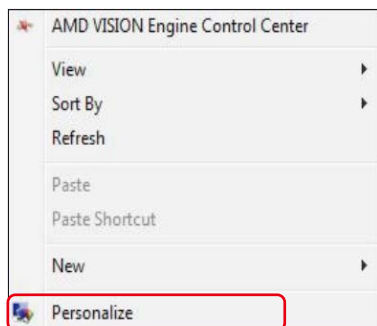 AMD VISION Engine Control Center
View
Sort By
Refresh
Paste
Paste Shortcut
New
Personalize